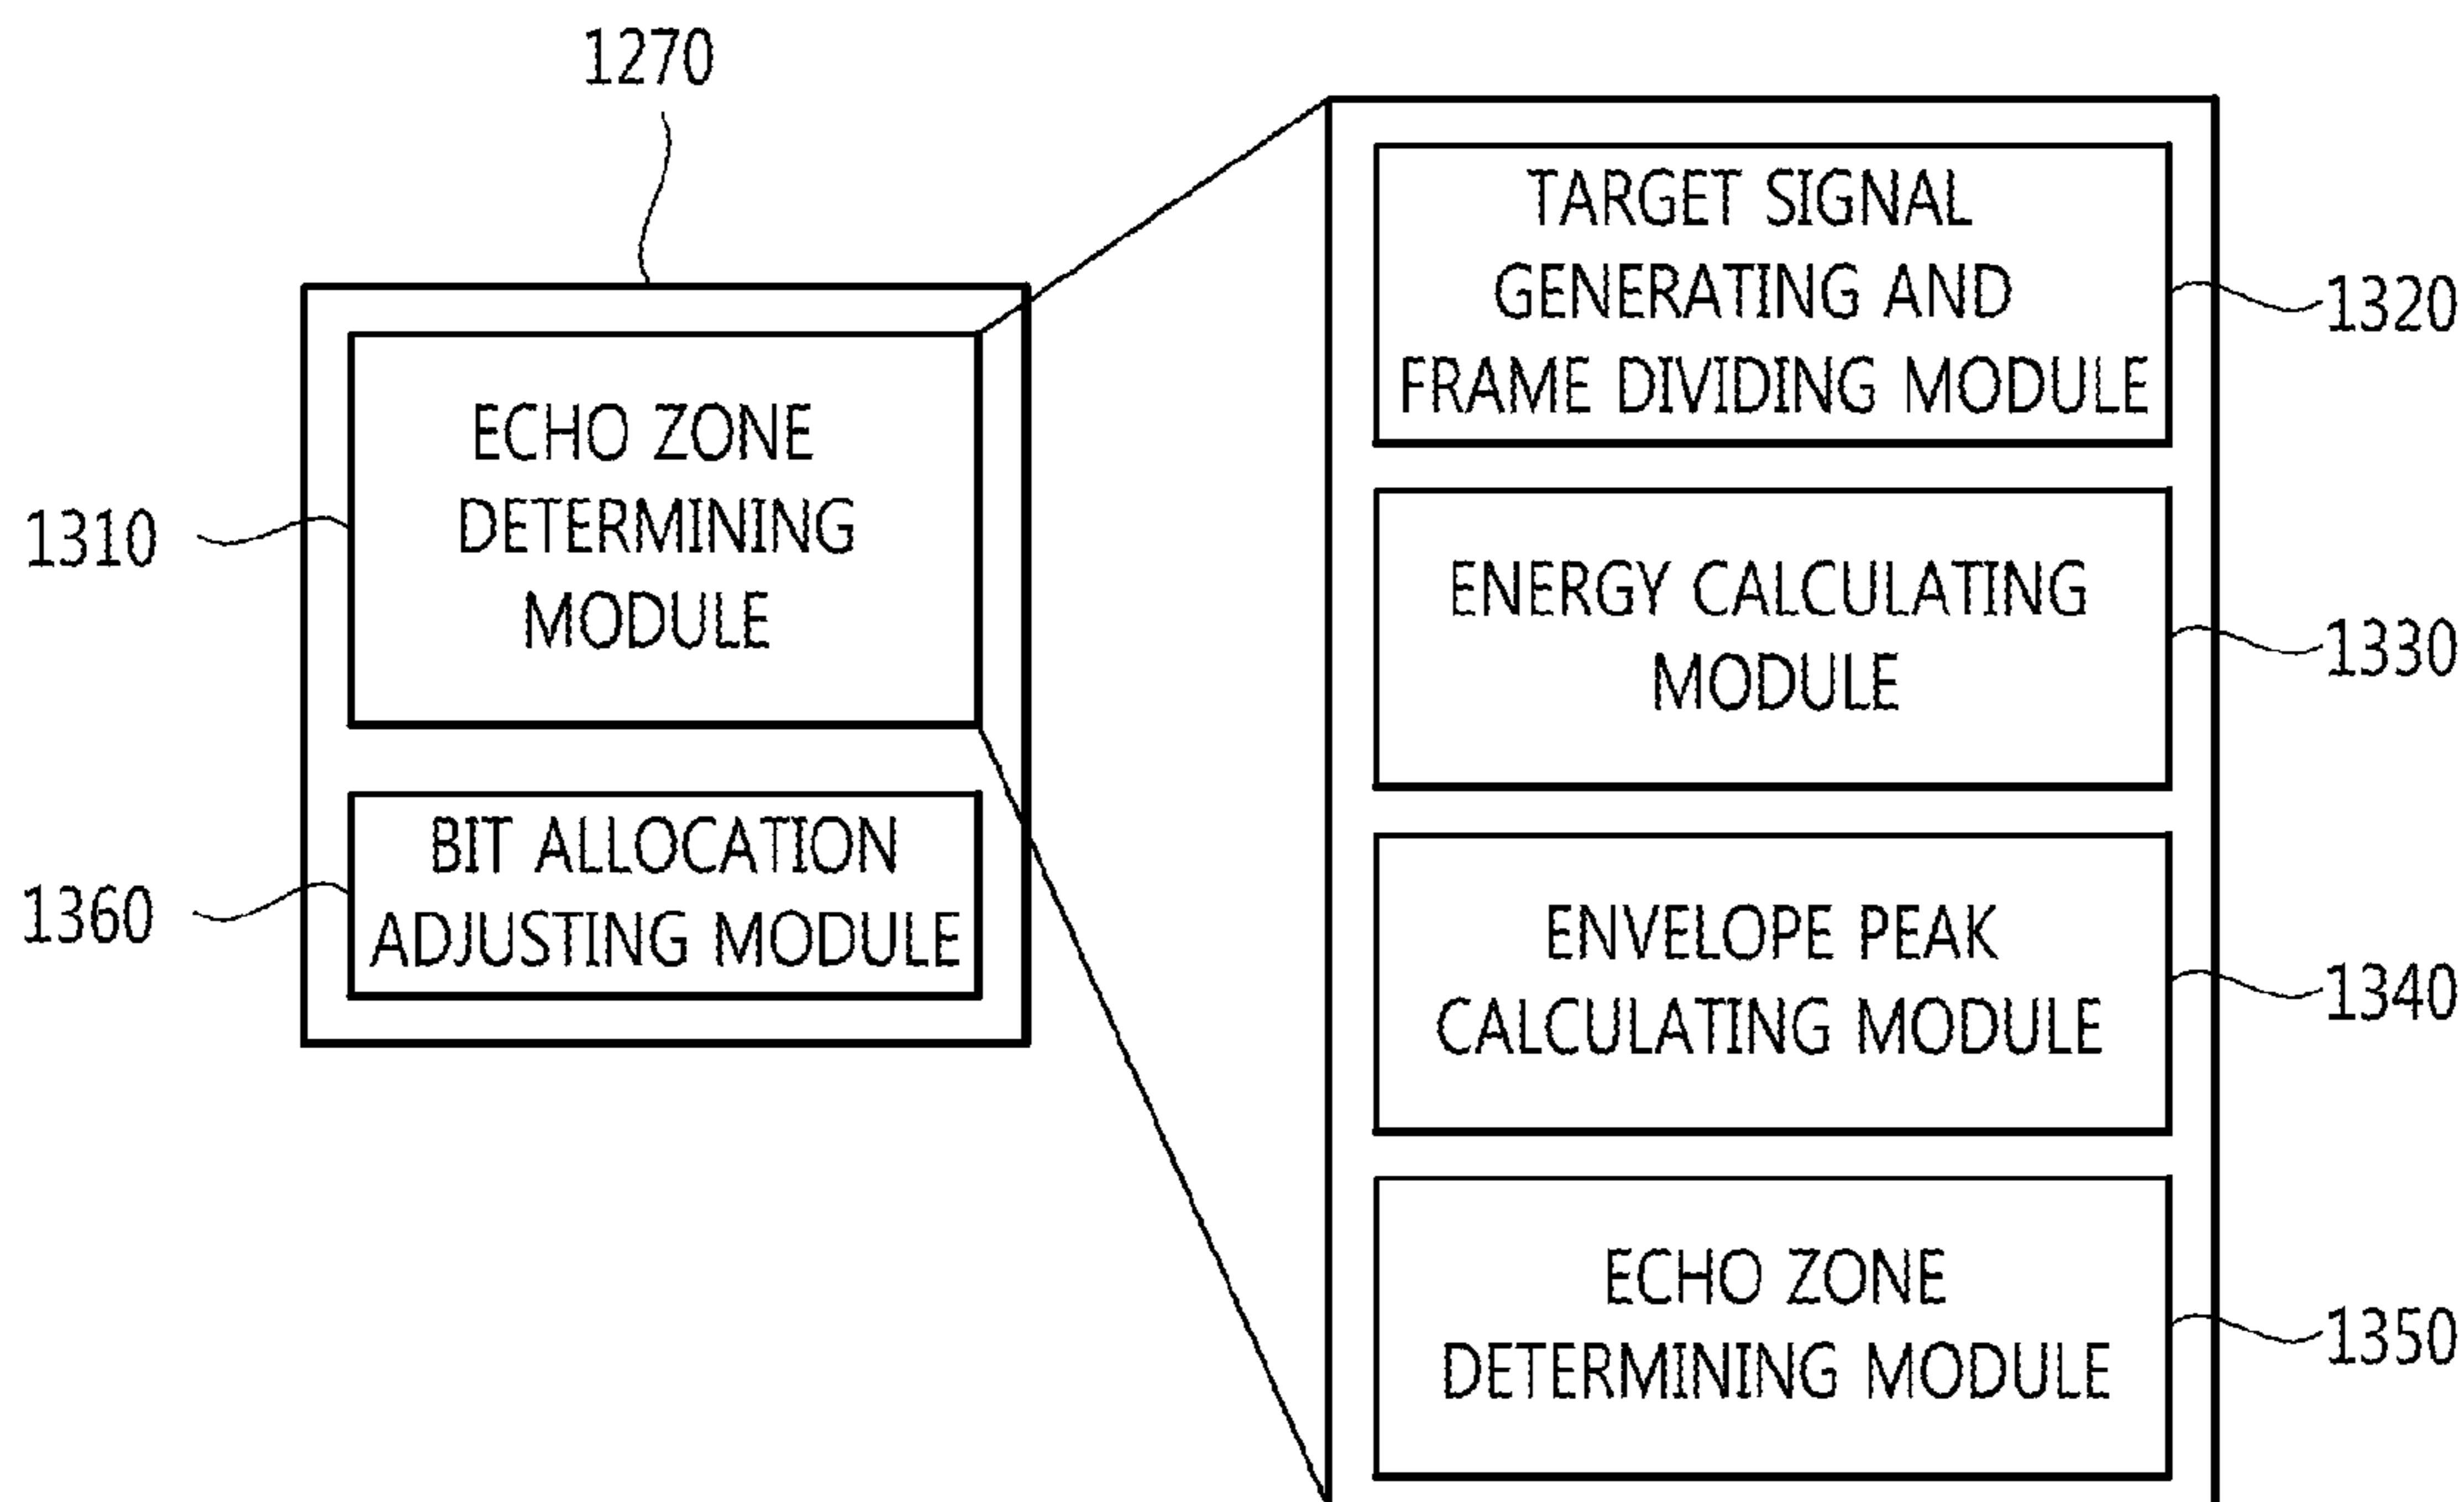 1270
1310
ECHO ZONE
DETERMINING
MODULE
1360
BIT ALLOCATION
ADJUSTING MODULE
TARGET SIGNAL
GENERATING AND
FRAME DIVIDING MODULE
1320
ENERGY CALCULATING
MODULE
1330
ENVELOPE PEAK
CALCULATING MODULE
1340
ECHO ZONE
DETERMINING MODULE
1350